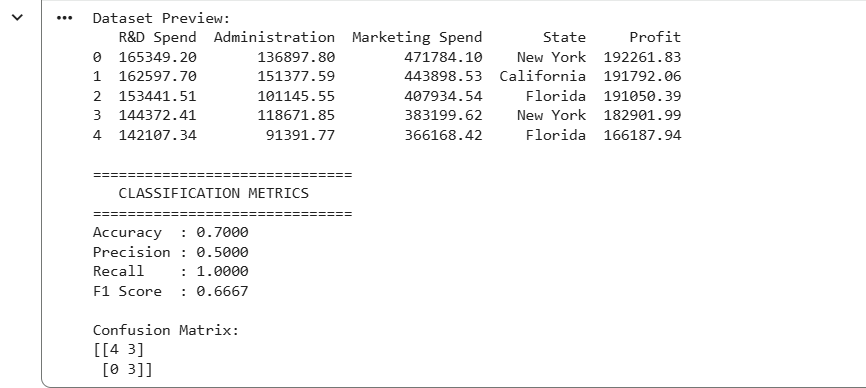 Dataset Preview:
R&D Spend  Administration  Marketing Spend       State     Profit
0  165349.20       136897.80        471784.10    New York  192261.83
1  162597.70       151377.59        443898.53  California  191792.06
2  153441.51       101145.55        407934.54     Florida  191050.39
3  144372.41       118671.85        383199.62    New York  182901.99
4  142107.34        91391.77        366168.42     Florida  166187.94
==============================
CLASSIFICATION METRICS
==============================
Accuracy  : 0.7000
Precision : 0.5000
Recall    : 1.0000
F1 Score  : 0.6667
Confusion Matrix:
[[4 3]
[0 3]]